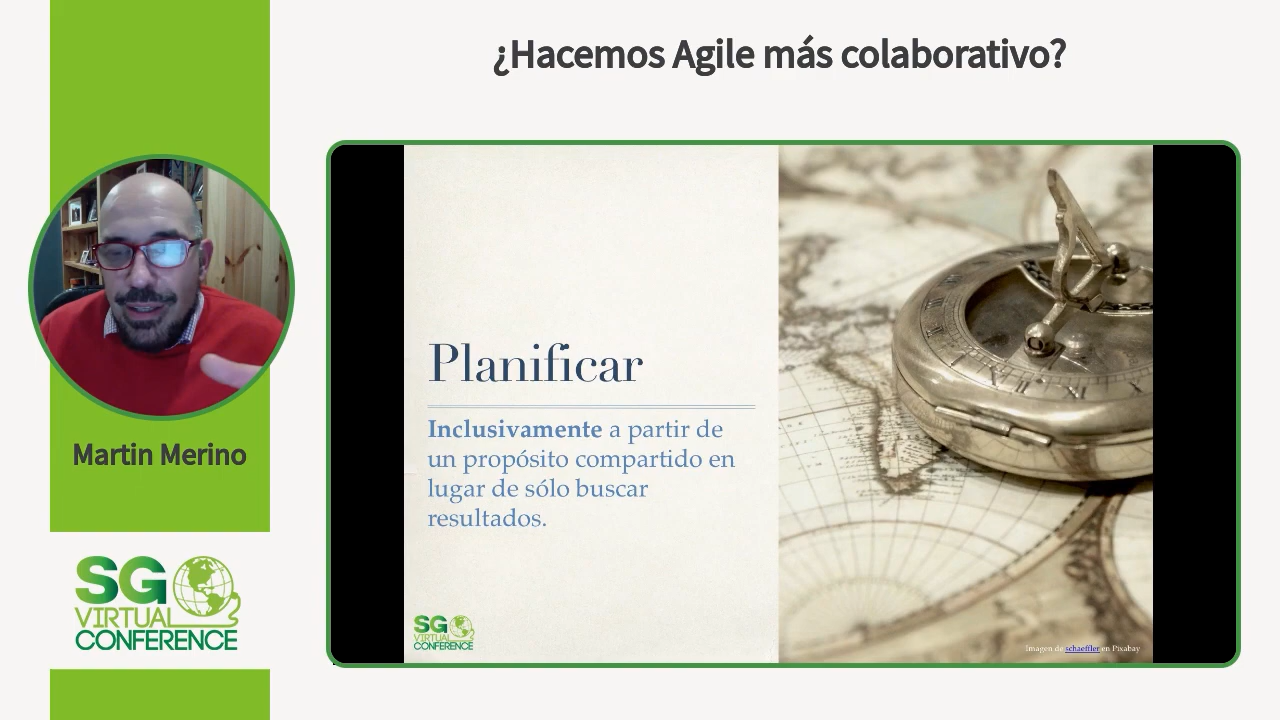 ¿Hacemos Agile más colaborativo?
Martin Merino
SG
VIRTUAL
CONFERENCE
Planificar
Inclusivamente a partir de
un propósito compartido en
lugar de sólo buscar
resultados.
SG
VIRTUAL
CONFERENCE
Imagen de schaeffler en Pixabay